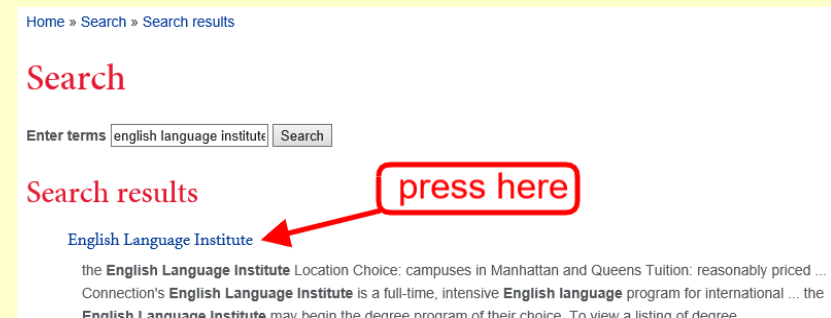 Home » Search » Search results
Search
Enter terms english language institute Search
Search results
press here
English Language Institute
the English Language Institute Location Choice: campuses in Manhattan and Queens Tuition: reasonably priced ...
Connection's English Language Institute is a full-time, intensive English language program for international ... the
English Language Institute may begin the degree program of their choice. To view a listing of degree